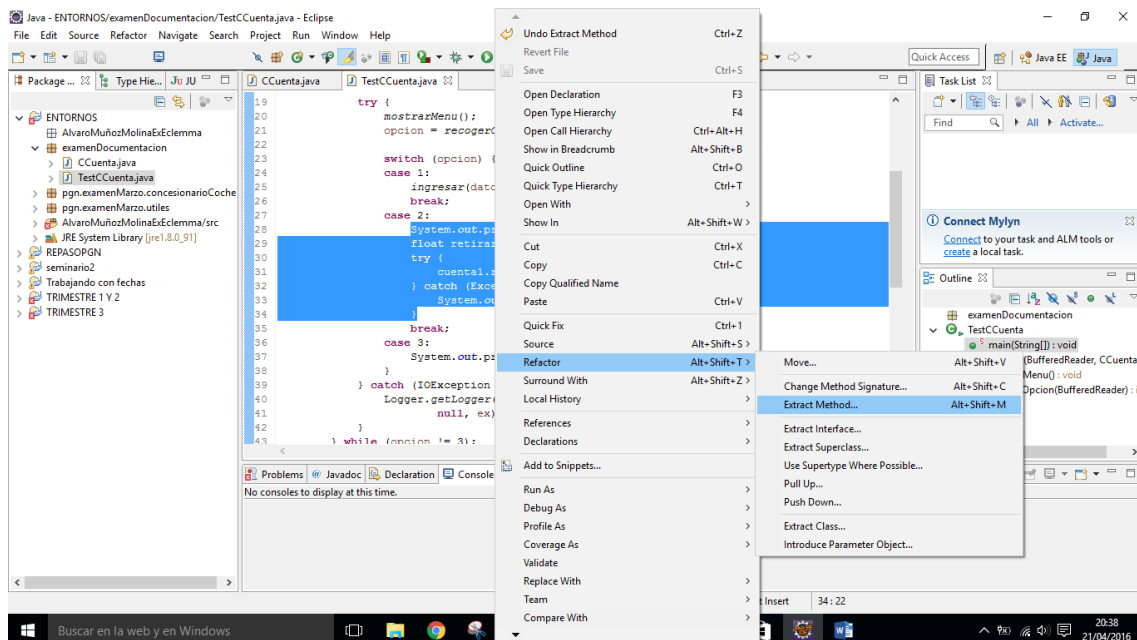 Java - ENTORNOS/examenDocumentacion/TestCCuenta.java - Eclipse
File Edit Source Refactor Navigate Search Project Run Window Help
Quick Access
Java EE
Java
Package ...
Type Hie...
JU
CCuenta.java
TestCCuenta.java
ENTORNOS
AlvaroMuñozMolinaExEclemma
examenDocumentacion
CCuenta.java
TestCCuenta.java
pgn.examenMarzo.concesionarioCoche
pgn.examenMarzo.utiles
AlvaroMuñozMolinaExEclemma/src
JRE System Library [jre1.8.0_91]
REPASOPGN
seminario2
Trabajando con fechas
TRIMESTRE 1 Y 2
TRIMESTRE 3
19 try {
20 mostrarMenu();
21 opcion =
22
23 switch (opcion) {
24 case 1:
25 ingresar(
26 break;
27 case 2:
28
29 float
30 try {
31
32 } catch
33
34 }
35 break;
36 case 3:
37
38 }
39 } catch (IOException
40 Logger.getLogger(
41 null, ex)
42 }
43 } while (opcion != 3);
Undo Extract Method Ctrl+Z
Revert File
Save Ctrl+S
Open Declaration F3
Open Type Hierarchy F4
Open Call Hierarchy Ctrl+Alt+H
Show in Breadcrumb Alt+Shift+B
Quick Outline Ctrl+O
Quick Type Hierarchy Ctrl+T
Open With >
Show In Alt+Shift+W >
Cut Ctrl+X
Copy Ctrl+C
Copy Qualified Name
Paste Ctrl+V
Quick Fix Ctrl+1
Source Alt+Shift+S >
Refactor Alt+Shift+T >
Surround With Alt+Shift+Z >
Local History >
References >
Declarations >
Add to Snippets...
Run As >
Debug As >
Profile As >
Coverage As >
Validate
Replace With >
Team >
Compare With >
Move... Alt+Shift+V
Change Method Signature... Alt+Shift+C
Extract Method... Alt+Shift+M
Extract Interface...
Extract Superclass...
Use Supertype Where Possible...
Pull Up...
Push Down...
Extract Class...
Introduce Parameter Object...
Task List
Find
All
Activate...
Connect Mylyn
Connect to your task and ALM tools or
create a local task.
Outline
examenDocumentacion
TestCCuenta
main(String[]) : void
(BufferedReader, CCuenta
Menu() : void
Opcion(BufferedReader) :
Problems
Javadoc
Declaration
Console
No consoles to display at this time.
Insert
34 : 22
Buscar en la web y en Windows
20:38
21/04/2016